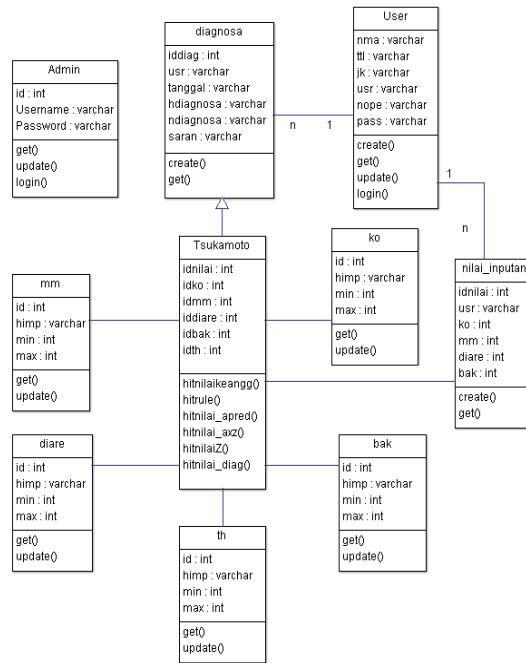 diagnosa
iddiag : int
usr : varchar
tanggal : varchar
hdiagnosa : varchar
ndiagnosa : varchar
saran : varchar
create()
get()
User
nma : varchar
ttl : varchar
jk : varchar
usr : varchar
nope : varchar
pass : varchar
create()
get()
update()
login()
Admin
id : int
Username : varchar
Password : varchar
get()
update()
login()
n
1
1
n
Tsukamoto
idnilai : int
idko : int
idmm : int
iddiare : int
idbak : int
idth : int
hitnilaikeangg()
hitrule()
hitnilai_apred()
hitnilai_axz()
hitnilaiZ()
hitnilai_diag()
ko
id : int
himp : varchar
min : int
max : int
get()
update()
nilai_inputan
idnilai : int
usr : varchar
ko : int
mm : int
diare : int
bak : int
create()
get()
mm
id : int
himp : varchar
min : int
max : int
get()
update()
diare
id : int
himp : varchar
min : int
max : int
get()
update()
bak
id : int
himp : varchar
min : int
max : int
get()
update()
th
id : int
himp : varchar
min : int
max : int
get()
update()